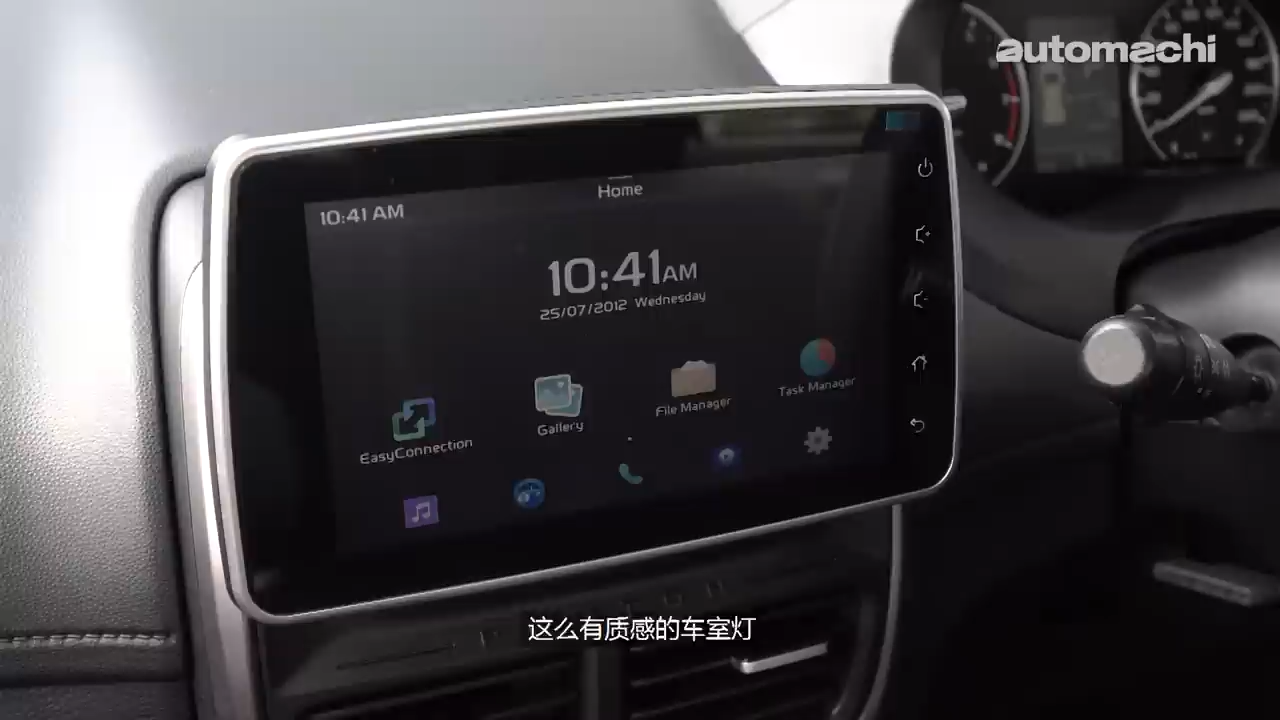 automachi
Home
10:41 AM
10:41AM
25/07/2012 Wednesday
EasyConnection
Gallery
File Manager
Task Manager
这么有质感的车室灯